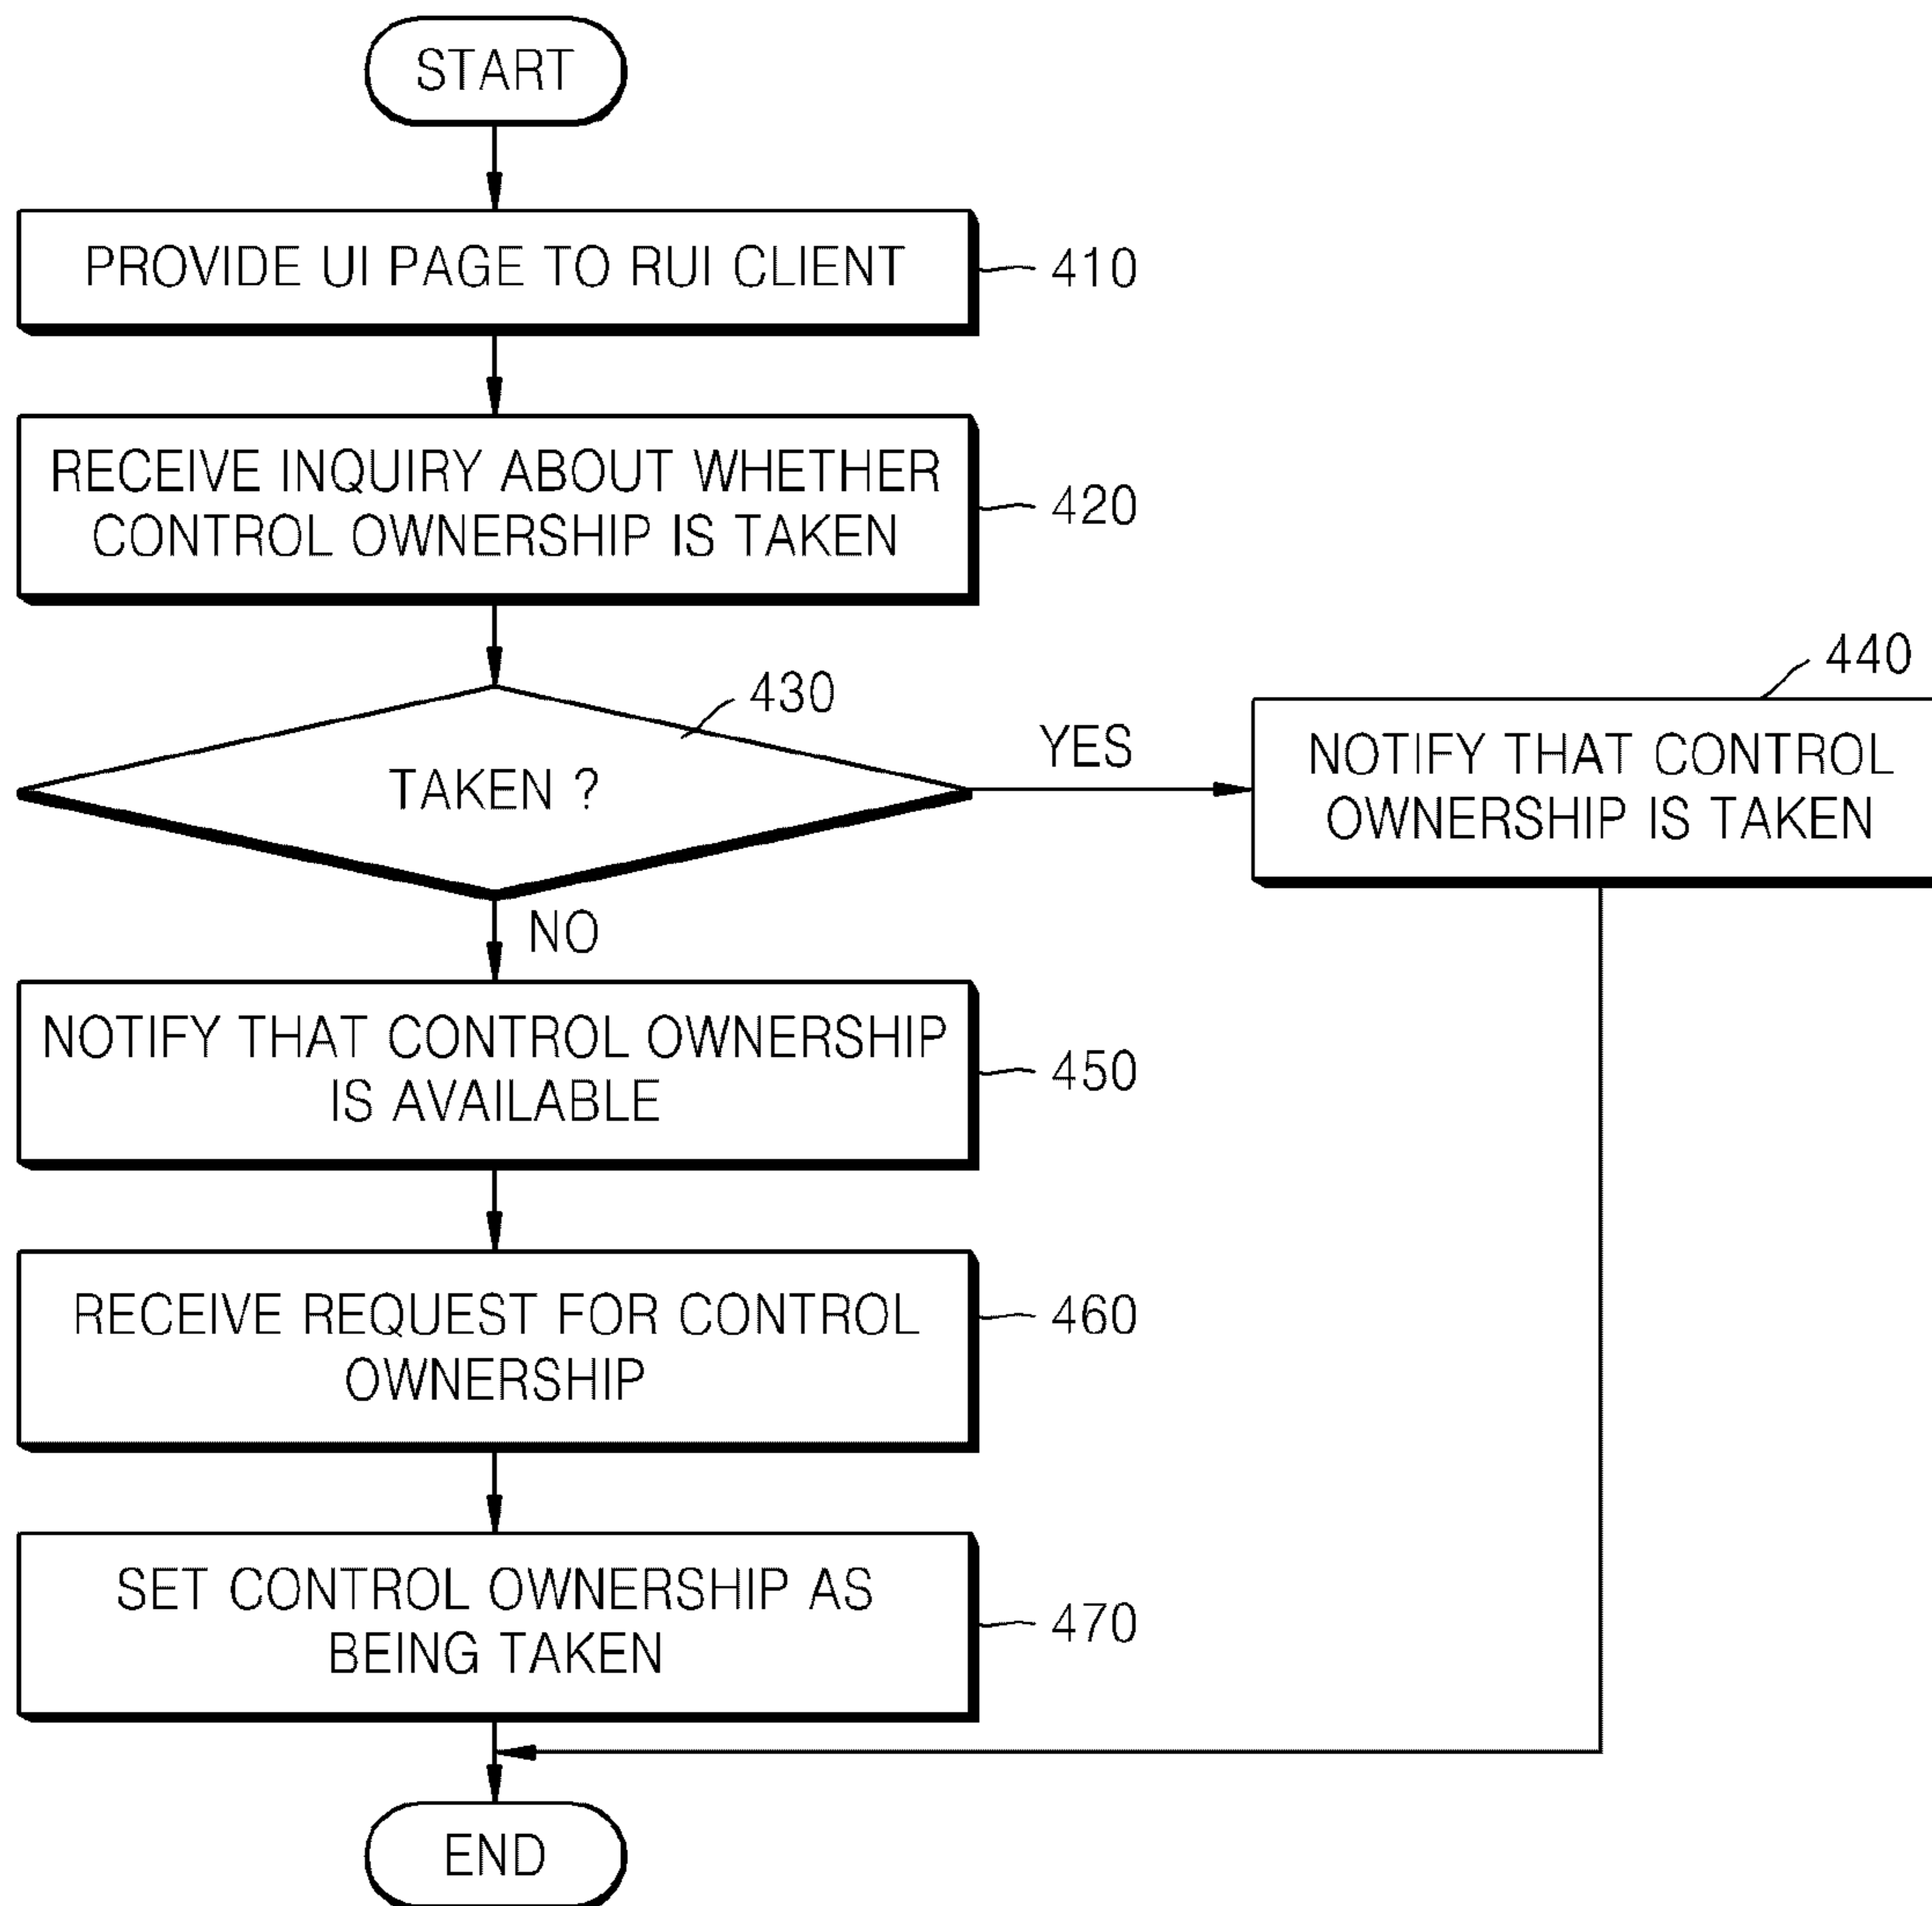 START
PROVIDE UI PAGE TO RUI CLIENT
410
RECEIVE INQUIRY ABOUT WHETHER
CONTROL OWNERSHIP IS TAKEN
420
430
TAKEN ?
YES
440
NOTIFY THAT CONTROL
OWNERSHIP IS TAKEN
NO
NOTIFY THAT CONTROL OWNERSHIP
IS AVAILABLE
450
RECEIVE REQUEST FOR CONTROL
OWNERSHIP
460
SET CONTROL OWNERSHIP AS
BEING TAKEN
470
END